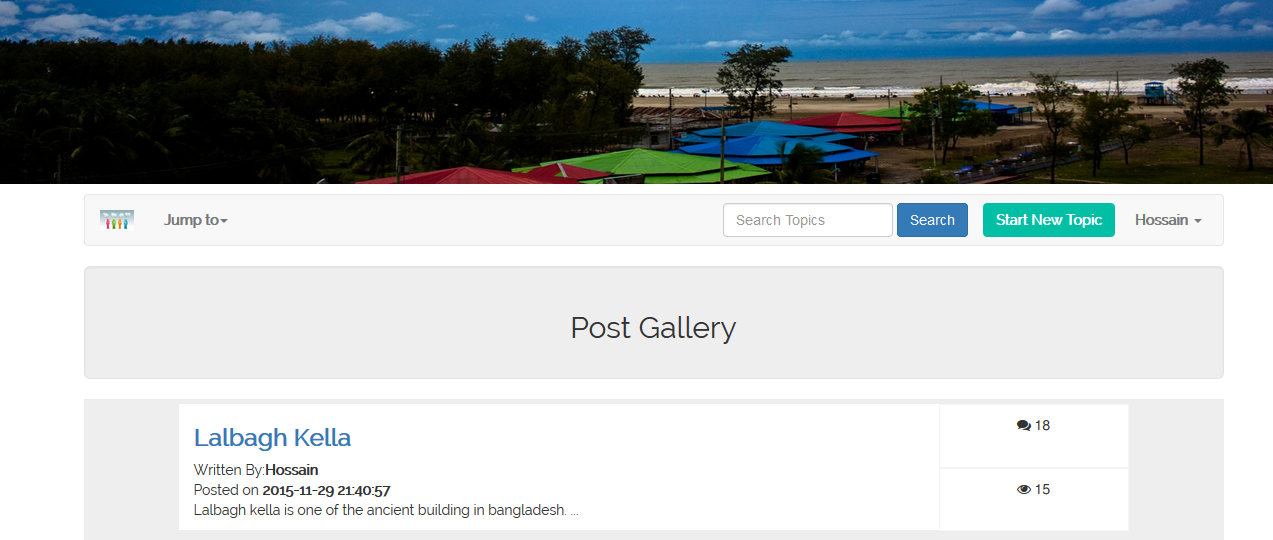 Jump to
Search Topics
Search
Start New Topic
Hossain
Post Gallery
Lalbagh Kella
18
Written By:Hossain
Posted on 2015-11-29 21:40:57
15
Lalbagh kella is one of the ancient building in bangladesh. ...